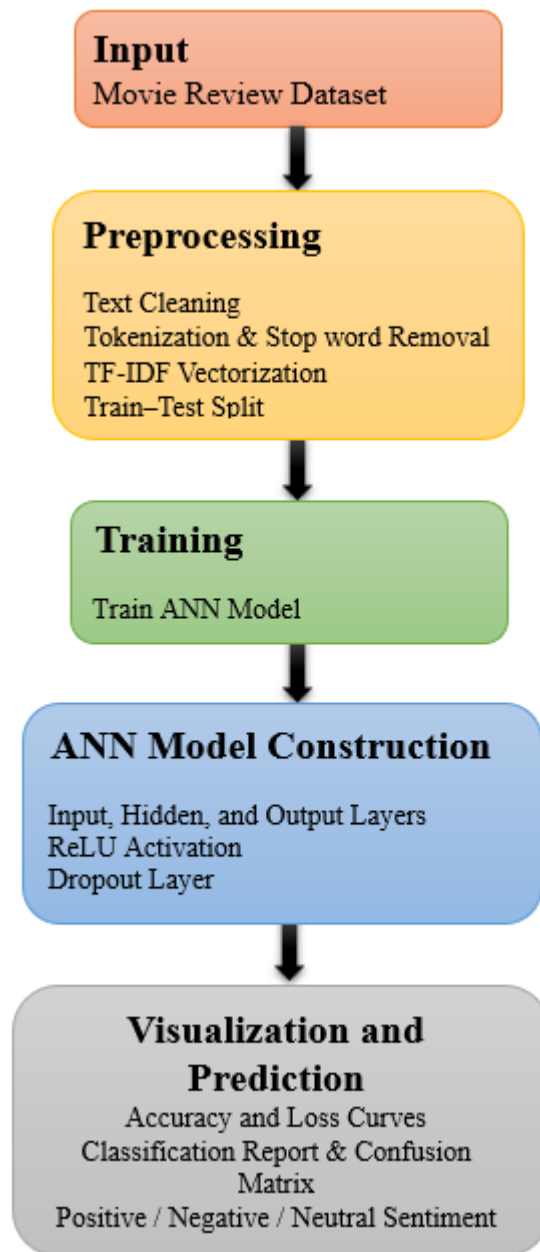 Input
Movie Review Dataset
Preprocessing
Text Cleaning
Tokenization & Stop word Removal
TF-IDF Vectorization
Train–Test Split
Training
Train ANN Model
ANN Model Construction
Input, Hidden, and Output Layers
ReLU Activation
Dropout Layer
Visualization and
Prediction
Accuracy and Loss Curves
Classification Report & Confusion
Matrix
Positive / Negative / Neutral Sentiment